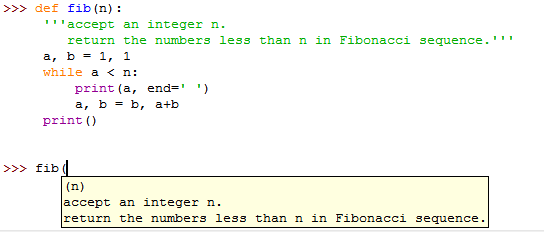 >>> def fib(n):
    '''accept an integer n.
       return the numbers less than n in Fibonacci sequence.'''
    a, b = 1, 1
    while a < n:
        print(a, end=' ')
        a, b = b, a+b
    print()
>>> fib(
(n)
accept an integer n.
return the numbers less than n in Fibonacci sequence.